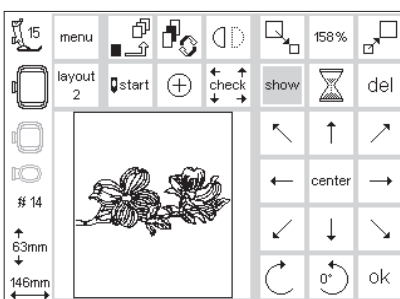 15 menu 158%
layout
2
start check show del
center
# 14
63mm
146mm 0° ok